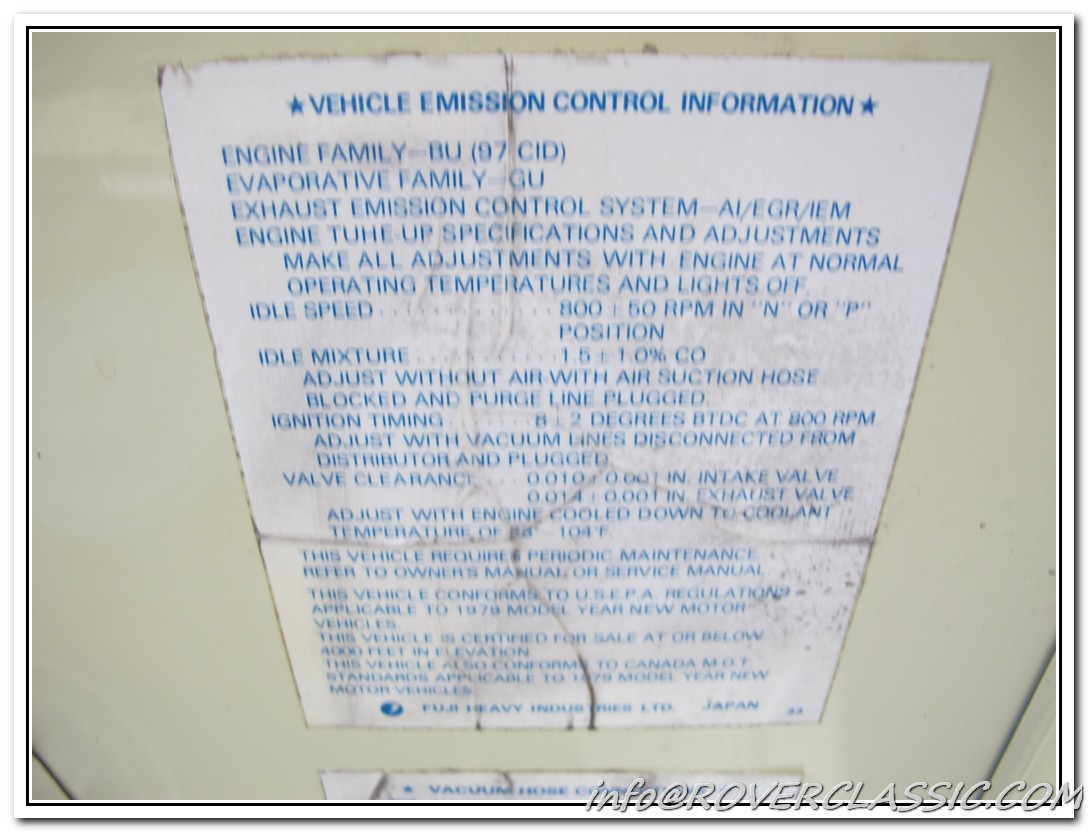 ★VEHICLE EMISSION CONTROL INFORMATION★
ENGINE FAMILY—BU (97 CID)
EVAPORATIVE FAMILY—GU
EXHAUST EMISSION CONTROL SYSTEM—AI/EGR/IEM
ENGINE TUHE-UP SPECIFICATIONS AND ADJUSTMENTS
MAKE ALL ADJUSTMENTS WITH ENGINE AT NORMAL
OPERATING TEMPERATURES AND LIGHTS OFF.
IDLE SPEED . . . . . . . . . . . . . 800 ± 50 RPM IN "N" OR "P"
POSITION
IDLE MIXTURE . . . . . . . . . . . 1.5 ± 1.0% CO
ADJUST WITHOUT AIR-WITH AIR SUCTION HOSE
BLOCKED AND PURGE LINE PLUGGED.
IGNITION TIMING . . . . . . . . 8 ± 2 DEGREES BTDC AT 800 RPM
ADJUST WITH VACUUM LINES DISCONNECTED FROM
DISTRIBUTOR AND PLUGGED
VALVE CLEARANCE . . . 0.010 ± 0.001 IN. INTAKE VALVE
0.014 ± 0.001 IN. EXHAUST VALVE
ADJUST WITH ENGINE COOLED DOWN TO COOLANT
TEMPERATURE OF 68 — 104°F.
THIS VEHICLE REQUIRES PERIODIC MAINTENANCE.
REFER TO OWNER'S MANUAL OR SERVICE MANUAL
THIS VEHICLE CONFORMS TO U.S.E.P.A. REGULATIONS
APPLICABLE TO 1979 MODEL YEAR NEW MOTOR
VEHICLES.
THIS VEHICLE IS CERTIFIED FOR SALE AT OR BELOW
4000 FEET IN ELEVATION
THIS VEHICLE ALSO CONFORMS TO CANADA M.O.T.
STANDARDS APPLICABLE TO 1979 MODEL YEAR NEW
MOTOR VEHICLES.
FUJI HEAVY INDUSTRIES LTD. JAPAN 33
★ VACUUM HOSE
info@ROVERCLASSIC.COM